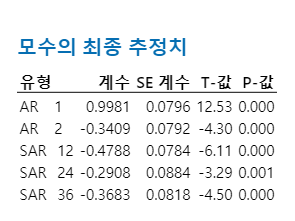 모수의 최종 추정치
유형 계수 SE 계수 T-값 P-값
AR 1 0.9981 0.0796 12.53 0.000
AR 2 -0.3409 0.0792 -4.30 0.000
SAR 12 -0.4788 0.0784 -6.11 0.000
SAR 24 -0.2908 0.0884 -3.29 0.001
SAR 36 -0.3683 0.0818 -4.50 0.000